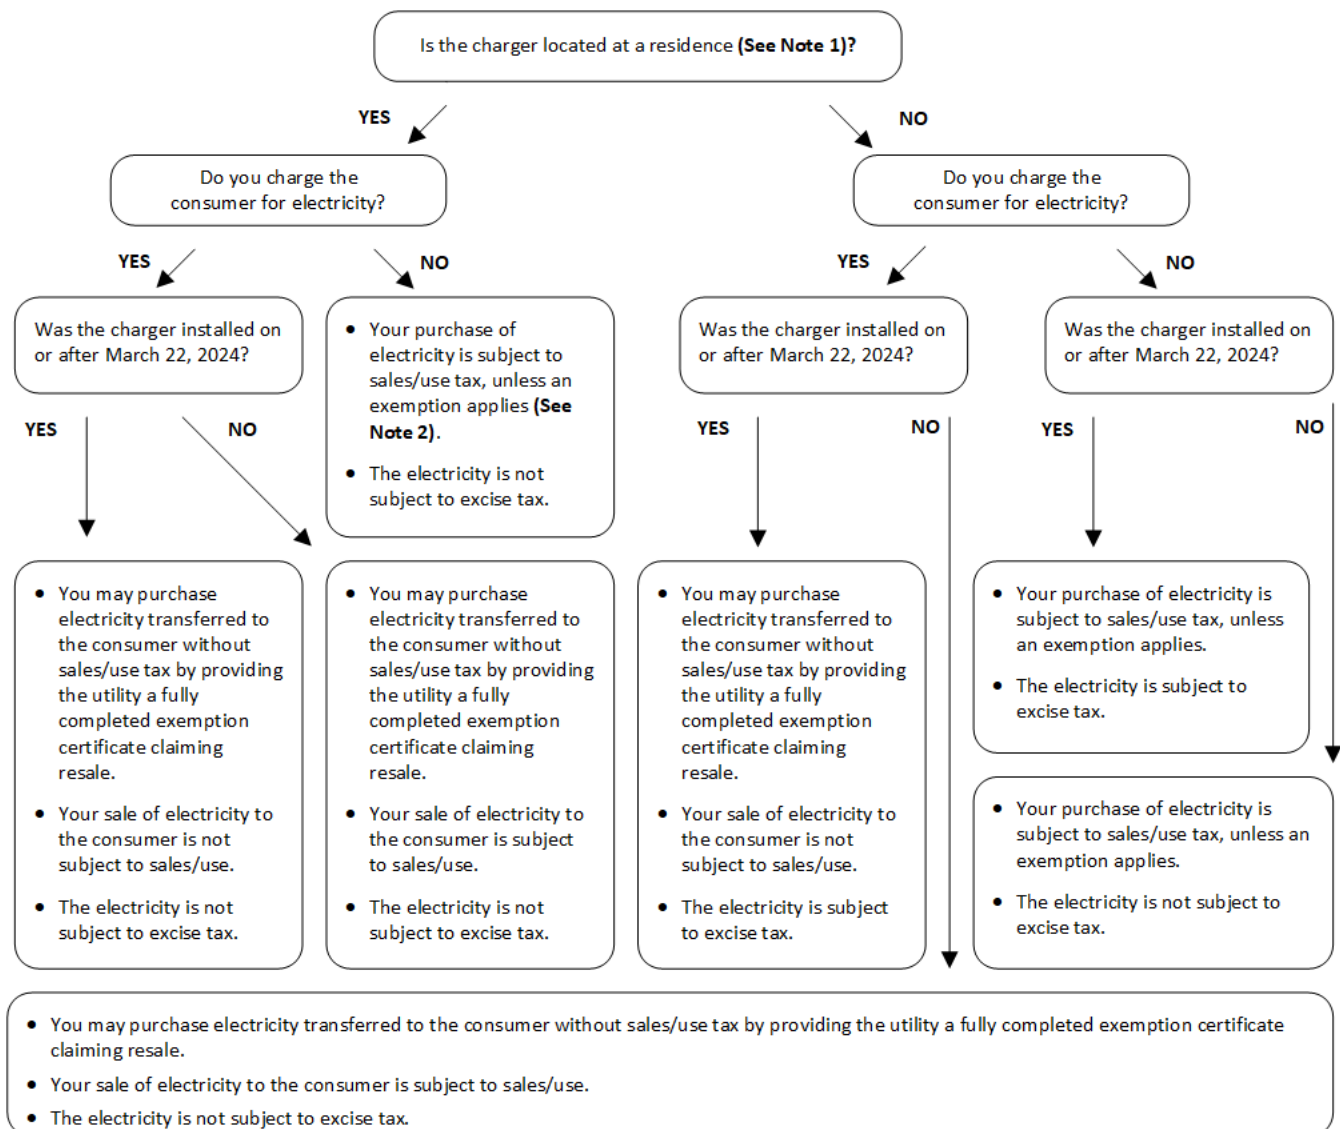 Is the charger located at a residence (See Note 1)?
YES
NO
Do you charge the
consumer for electricity?
Do you charge the
consumer for electricity?
YES
NO
YES
NO
Was the charger installed on
or after March 22, 2024?
• Your purchase of
electricity is subject to
sales/use tax, unless an
exemption applies (See
Note 2).
• The electricity is not
subject to excise tax.
Was the charger installed on
or after March 22, 2024?
Was the charger installed on
or after March 22, 2024?
YES
NO
YES
NO
YES
NO
• You may purchase
electricity transferred to
the consumer without
sales/use tax by providing
the utility a fully
completed exemption
certificate claiming
resale.
• Your sale of electricity to
the consumer is not
subject to sales/use.
• The electricity is not
subject to excise tax.
• You may purchase
electricity transferred to
the consumer without
sales/use tax by providing
the utility a fully
completed exemption
certificate claiming
resale.
• Your sale of electricity to
the consumer is subject
to sales/use.
• The electricity is not
subject to excise tax.
• You may purchase
electricity transferred to
the consumer without
sales/use tax by providing
the utility a fully
completed exemption
certificate claiming
resale.
• Your sale of electricity to
the consumer is not
subject to sales/use.
• The electricity is subject
to excise tax.
• Your purchase of electricity is
subject to sales/use tax, unless
an exemption applies.
• The electricity is subject to
excise tax.
• Your purchase of electricity is
subject to sales/use tax, unless an
exemption applies.
• The electricity is not subject to
excise tax.
• You may purchase electricity transferred to the consumer without sales/use tax by providing the utility a fully completed exemption certificate
claiming resale.
• Your sale of electricity to the consumer is subject to sales/use.
• The electricity is not subject to excise tax.